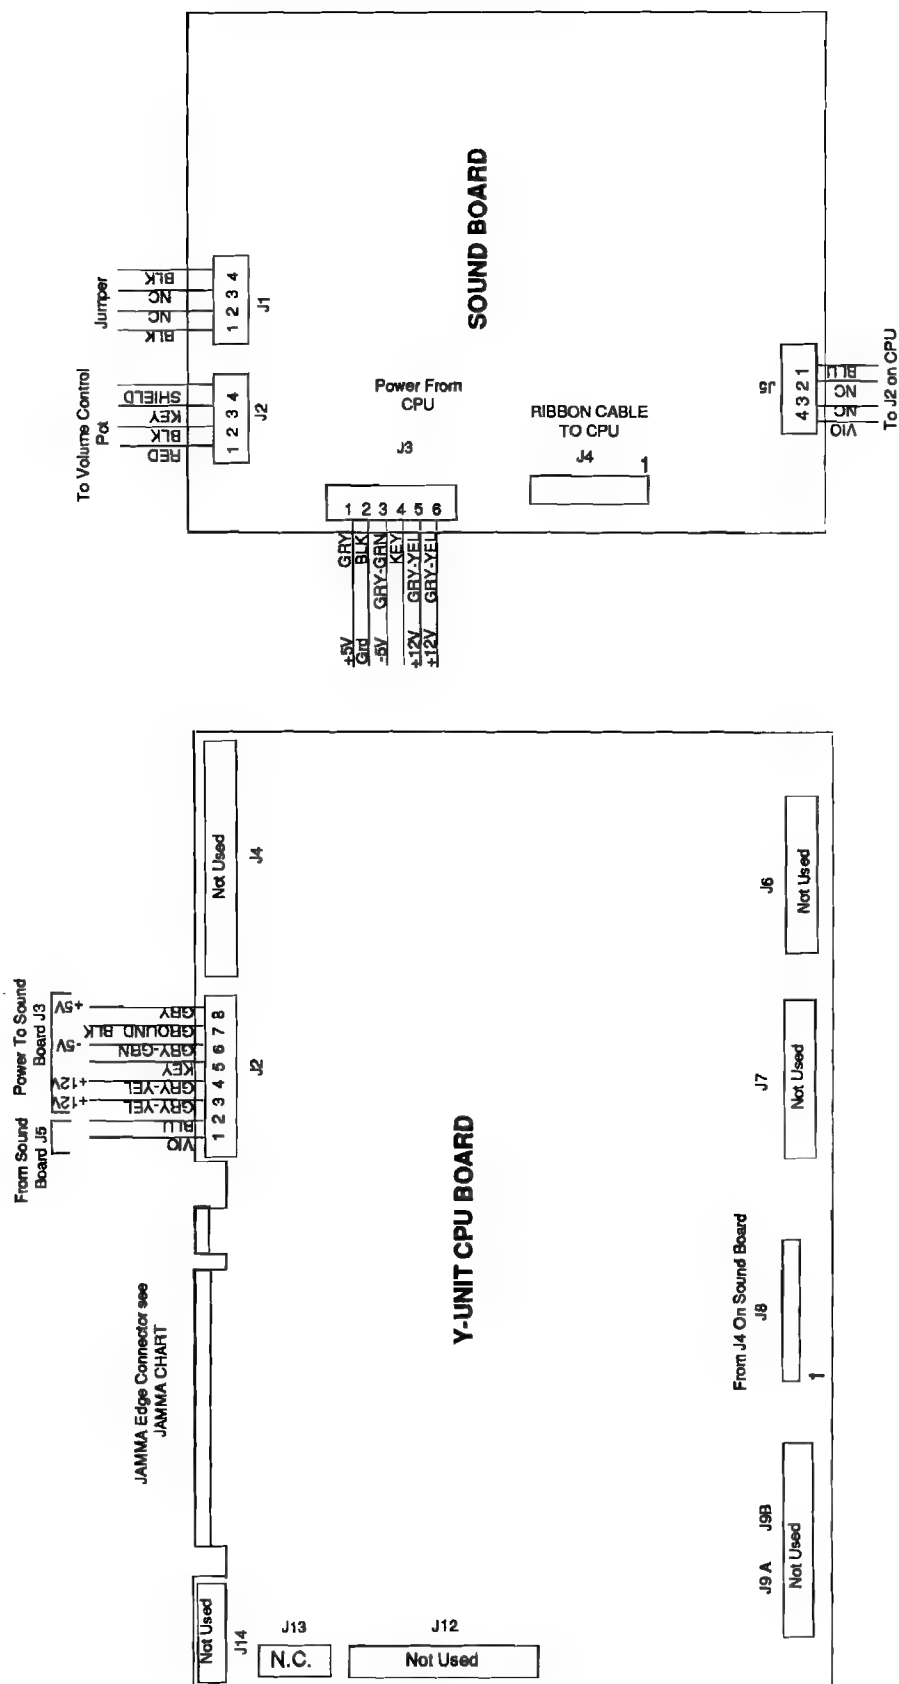 Jumper
BLK
NC
NC
BLK
1 2 3 4
J1
To Volume Control
Pot
RED
BLK
KEY
SHIELD
1 2 3 4
J2
SOUND BOARD
Power From
CPU
J3
1 2 3 4 5 6
GRY
BLK
GRY-GRN
KEY
GRY-YEL
GRY-YEL
+5V
Grd
-5V
+12V
+12V
RIBBON CABLE
TO CPU
J4
1
J5
4 3 2 1
VIO
NC
NC
BLU
To J2 on CPU
Not Used
J4
Power To Sound
Board J3
From Sound
Board J5
+5V
-5V
+12V
+12V
GRY
GROUND BLK
GRY-GRN
KEY
GRY-YEL
GRY-YEL
BLU
VIO
1 2 3 4 5 6 7 8
J2
JAMMA Edge Connector see
JAMMA CHART
Y-UNIT CPU BOARD
J6
Not Used
J7
Not Used
From J4 On Sound Board
J8
1
J9 A
J9B
Not Used
Not Used
J14
J13
N.C.
J12
Not Used